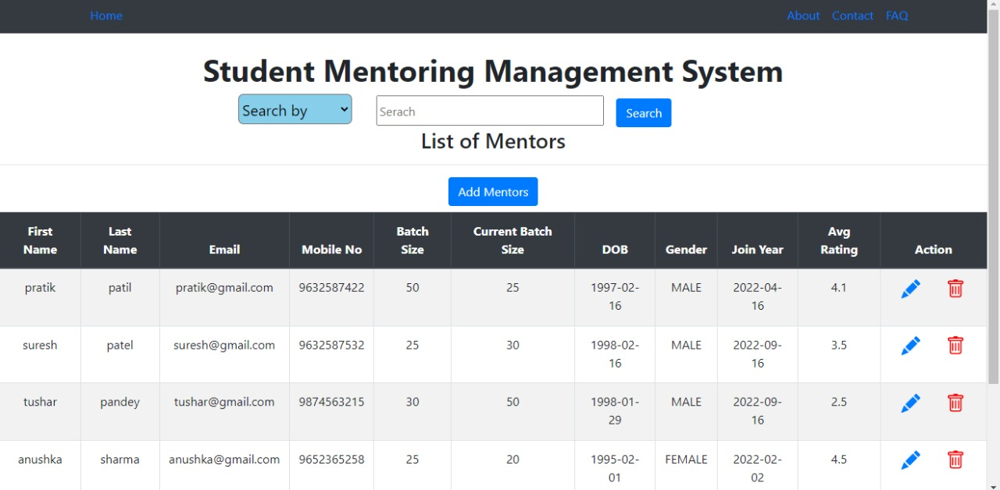 Home About Contact FAQ
Student Mentoring Management System
Search by Serach Search
List of Mentors
Add Mentors
First Name Last Name Email Mobile No Batch Size Current Batch Size DOB Gender Join Year Avg Rating Action
pratik patil pratik@gmail.com 9632587422 50 25 1997-02-16 MALE 2022-04-16 4.1
suresh patel suresh@gmail.com 9632587532 25 30 1998-02-16 MALE 2022-09-16 3.5
tushar pandey tushar@gmail.com 9874563215 30 50 1998-01-29 MALE 2022-09-16 2.5
anushka sharma anushka@gmail.com 9652365258 25 20 1995-02-01 FEMALE 2022-02-02 4.5